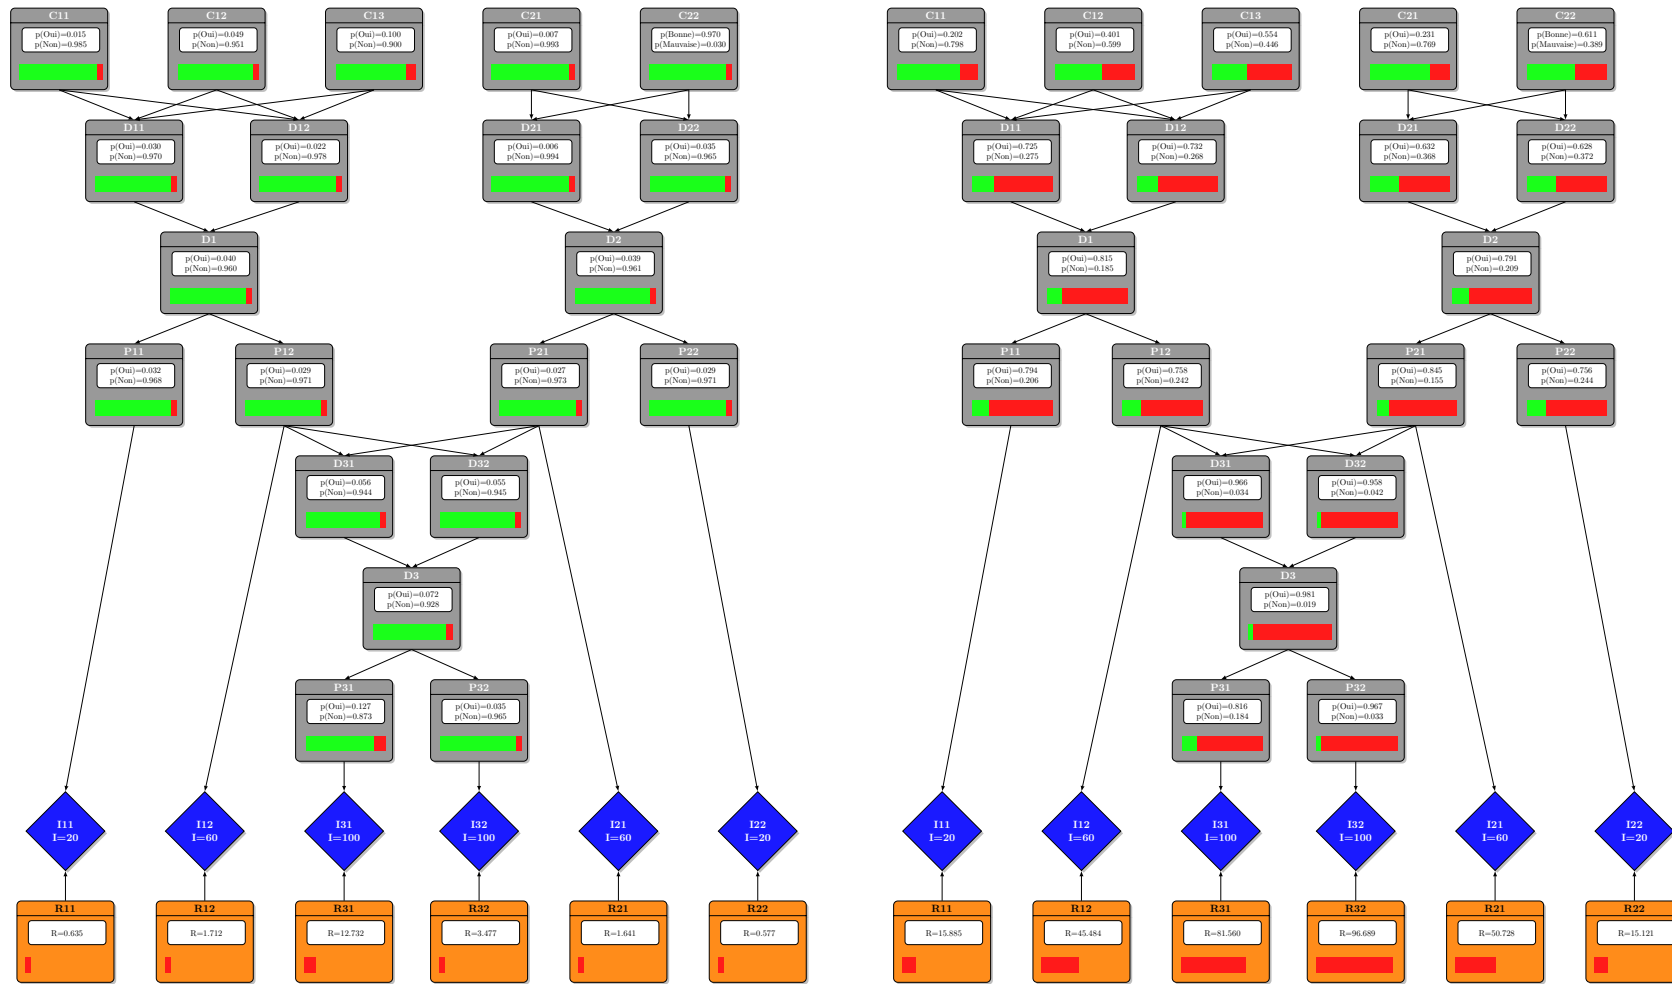 C11
p(Oui)=0.015
p(Non)=0.985
C12
p(Oui)=0.049
p(Non)=0.951
C13
p(Oui)=0.100
p(Non)=0.900
C21
p(Oui)=0.007
p(Non)=0.993
C22
p(Bonne)=0.970
p(Mauvaise)=0.030
D11
p(Oui)=0.030
p(Non)=0.970
D12
p(Oui)=0.022
p(Non)=0.978
D21
p(Oui)=0.006
p(Non)=0.994
D22
p(Oui)=0.035
p(Non)=0.965
D1
p(Oui)=0.040
p(Non)=0.960
D2
p(Oui)=0.039
p(Non)=0.961
P11
p(Oui)=0.032
p(Non)=0.968
P12
p(Oui)=0.029
p(Non)=0.971
P21
p(Oui)=0.027
p(Non)=0.973
P22
p(Oui)=0.029
p(Non)=0.971
D31
p(Oui)=0.056
p(Non)=0.944
D32
p(Oui)=0.055
p(Non)=0.945
D3
p(Oui)=0.072
p(Non)=0.928
P31
p(Oui)=0.127
p(Non)=0.873
P32
p(Oui)=0.035
p(Non)=0.965
I11
I=20
I12
I=60
I31
I=100
I32
I=100
I21
I=60
I22
I=20
R11
R=0.635
R12
R=1.712
R31
R=12.732
R32
R=3.477
R21
R=1.641
R22
R=0.577
C11
p(Oui)=0.202
p(Non)=0.798
C12
p(Oui)=0.401
p(Non)=0.599
C13
p(Oui)=0.554
p(Non)=0.446
C21
p(Oui)=0.231
p(Non)=0.769
C22
p(Bonne)=0.611
p(Mauvaise)=0.389
D11
p(Oui)=0.725
p(Non)=0.275
D12
p(Oui)=0.732
p(Non)=0.268
D21
p(Oui)=0.632
p(Non)=0.368
D22
p(Oui)=0.628
p(Non)=0.372
D1
p(Oui)=0.815
p(Non)=0.185
D2
p(Oui)=0.791
p(Non)=0.209
P11
p(Oui)=0.794
p(Non)=0.206
P12
p(Oui)=0.758
p(Non)=0.242
P21
p(Oui)=0.845
p(Non)=0.155
P22
p(Oui)=0.756
p(Non)=0.244
D31
p(Oui)=0.966
p(Non)=0.034
D32
p(Oui)=0.958
p(Non)=0.042
D3
p(Oui)=0.981
p(Non)=0.019
P31
p(Oui)=0.816
p(Non)=0.184
P32
p(Oui)=0.967
p(Non)=0.033
I11
I=20
I12
I=60
I31
I=100
I32
I=100
I21
I=60
I22
I=20
R11
R=15.885
R12
R=45.484
R31
R=81.560
R32
R=96.689
R21
R=50.728
R22
R=15.121